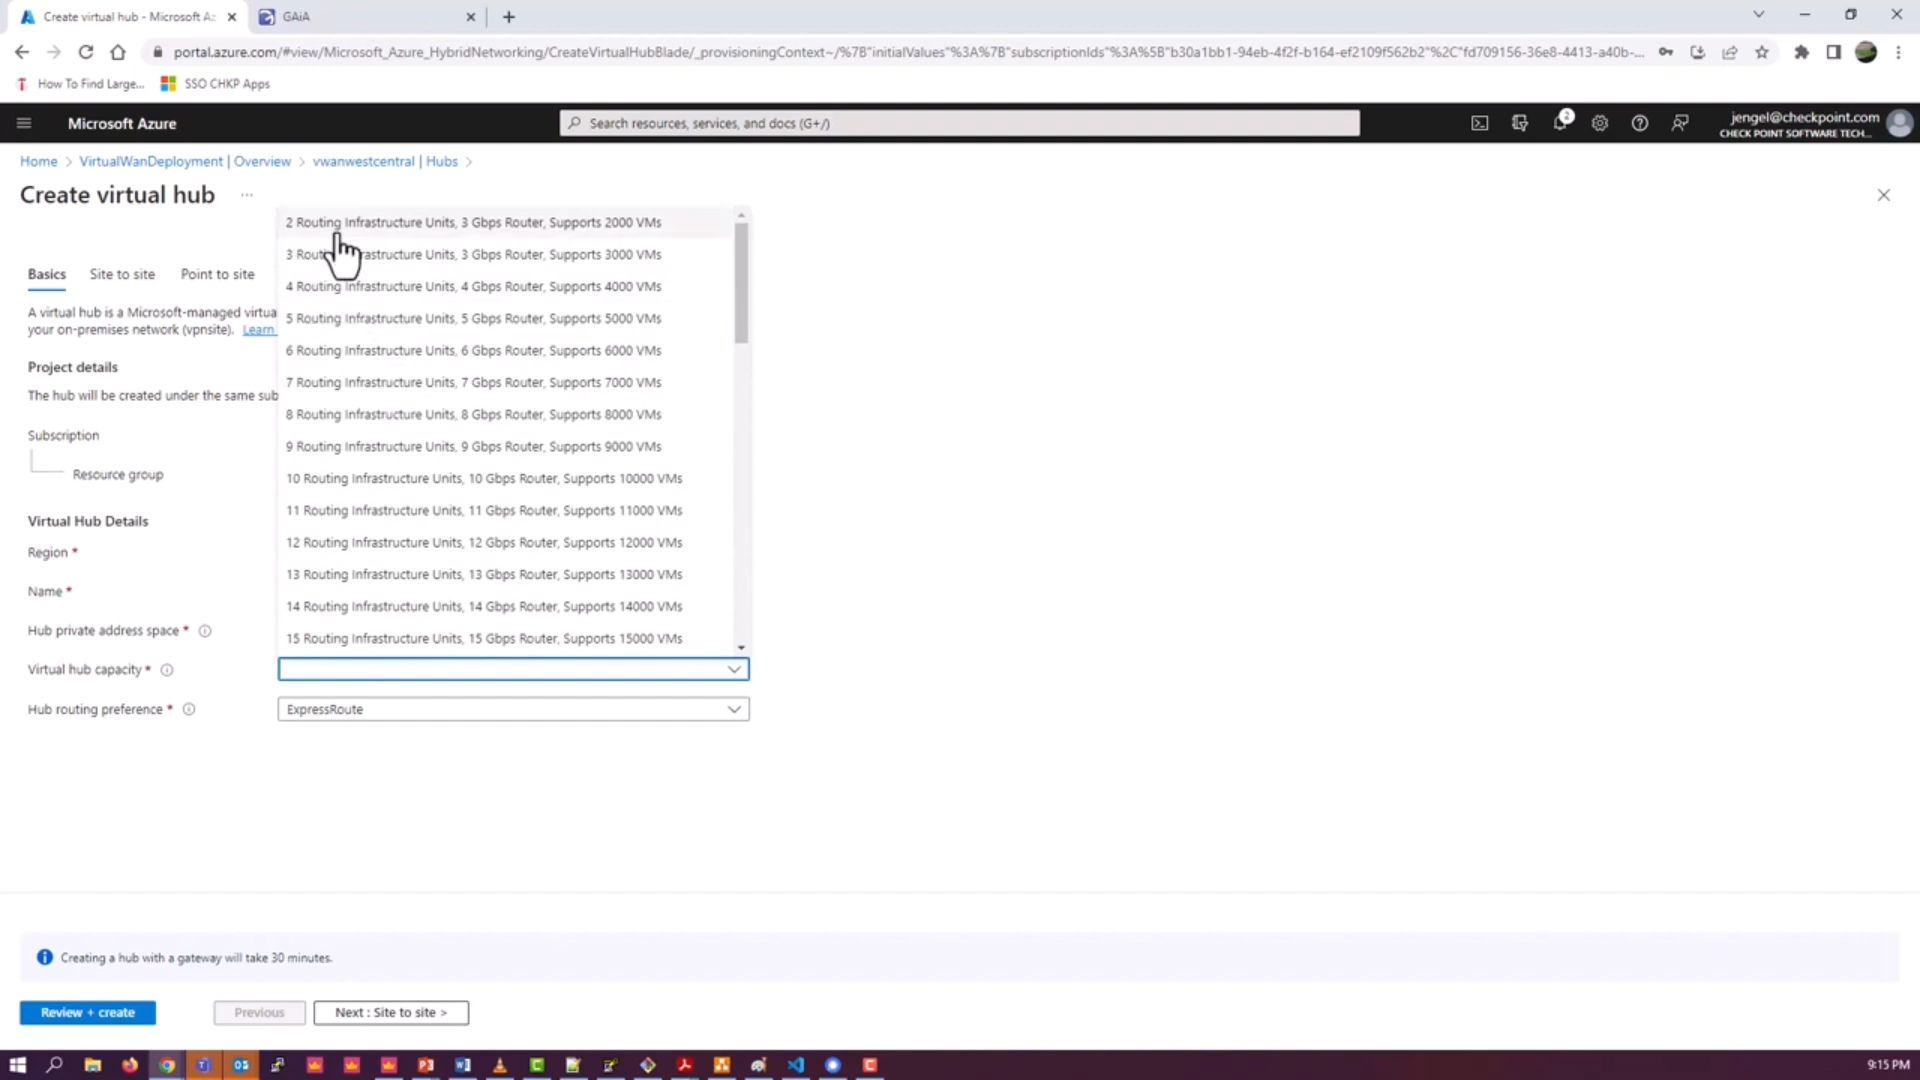 Create virtual hub - Microsoft Az
GAiA
portal.azure.com/#view/Microsoft_Azure_HybridNetworking/CreateVirtualHubBlade/_provisioningContext~/%7B"initialValues"%3A%7B"subscriptionIds"%3A%5B"b30a1bb1-94eb-4f2f-b164-ef2109f562b2"%2C"fd709156-36e8-4413-a40b-...
How To Find Large...
SSO CHKP Apps
Microsoft Azure
Search resources, services, and docs (G+/)
2
jengel@checkpoint.com
CHECK POINT SOFTWARE TECH...
Home > VirtualWanDeployment | Overview > vwanwestcentral | Hubs >
Create virtual hub ...
2 Routing Infrastructure Units, 3 Gbps Router, Supports 2000 VMs
3 Routi rastructure Units, 3 Gbps Router, Supports 3000 VMs
4 Routing Infrastructure Units, 4 Gbps Router, Supports 4000 VMs
5 Routing Infrastructure Units, 5 Gbps Router, Supports 5000 VMs
6 Routing Infrastructure Units, 6 Gbps Router, Supports 6000 VMs
7 Routing Infrastructure Units, 7 Gbps Router, Supports 7000 VMs
8 Routing Infrastructure Units, 8 Gbps Router, Supports 8000 VMs
9 Routing Infrastructure Units, 9 Gbps Router, Supports 9000 VMs
10 Routing Infrastructure Units, 10 Gbps Router, Supports 10000 VMs
11 Routing Infrastructure Units, 11 Gbps Router, Supports 11000 VMs
12 Routing Infrastructure Units, 12 Gbps Router, Supports 12000 VMs
13 Routing Infrastructure Units, 13 Gbps Router, Supports 13000 VMs
14 Routing Infrastructure Units, 14 Gbps Router, Supports 14000 VMs
15 Routing Infrastructure Units, 15 Gbps Router, Supports 15000 VMs
Basics
Site to site
Point to site
A virtual hub is a Microsoft-managed virtua
your on-premises network (vpnsite). Learn
Project details
The hub will be created under the same sub
Subscription
Resource group
Virtual Hub Details
Region *
Name *
Hub private address space *
Virtual hub capacity *
Hub routing preference *
ExpressRoute
Creating a hub with a gateway will take 30 minutes.
Review + create
Previous
Next : Site to site >
9:15 PM